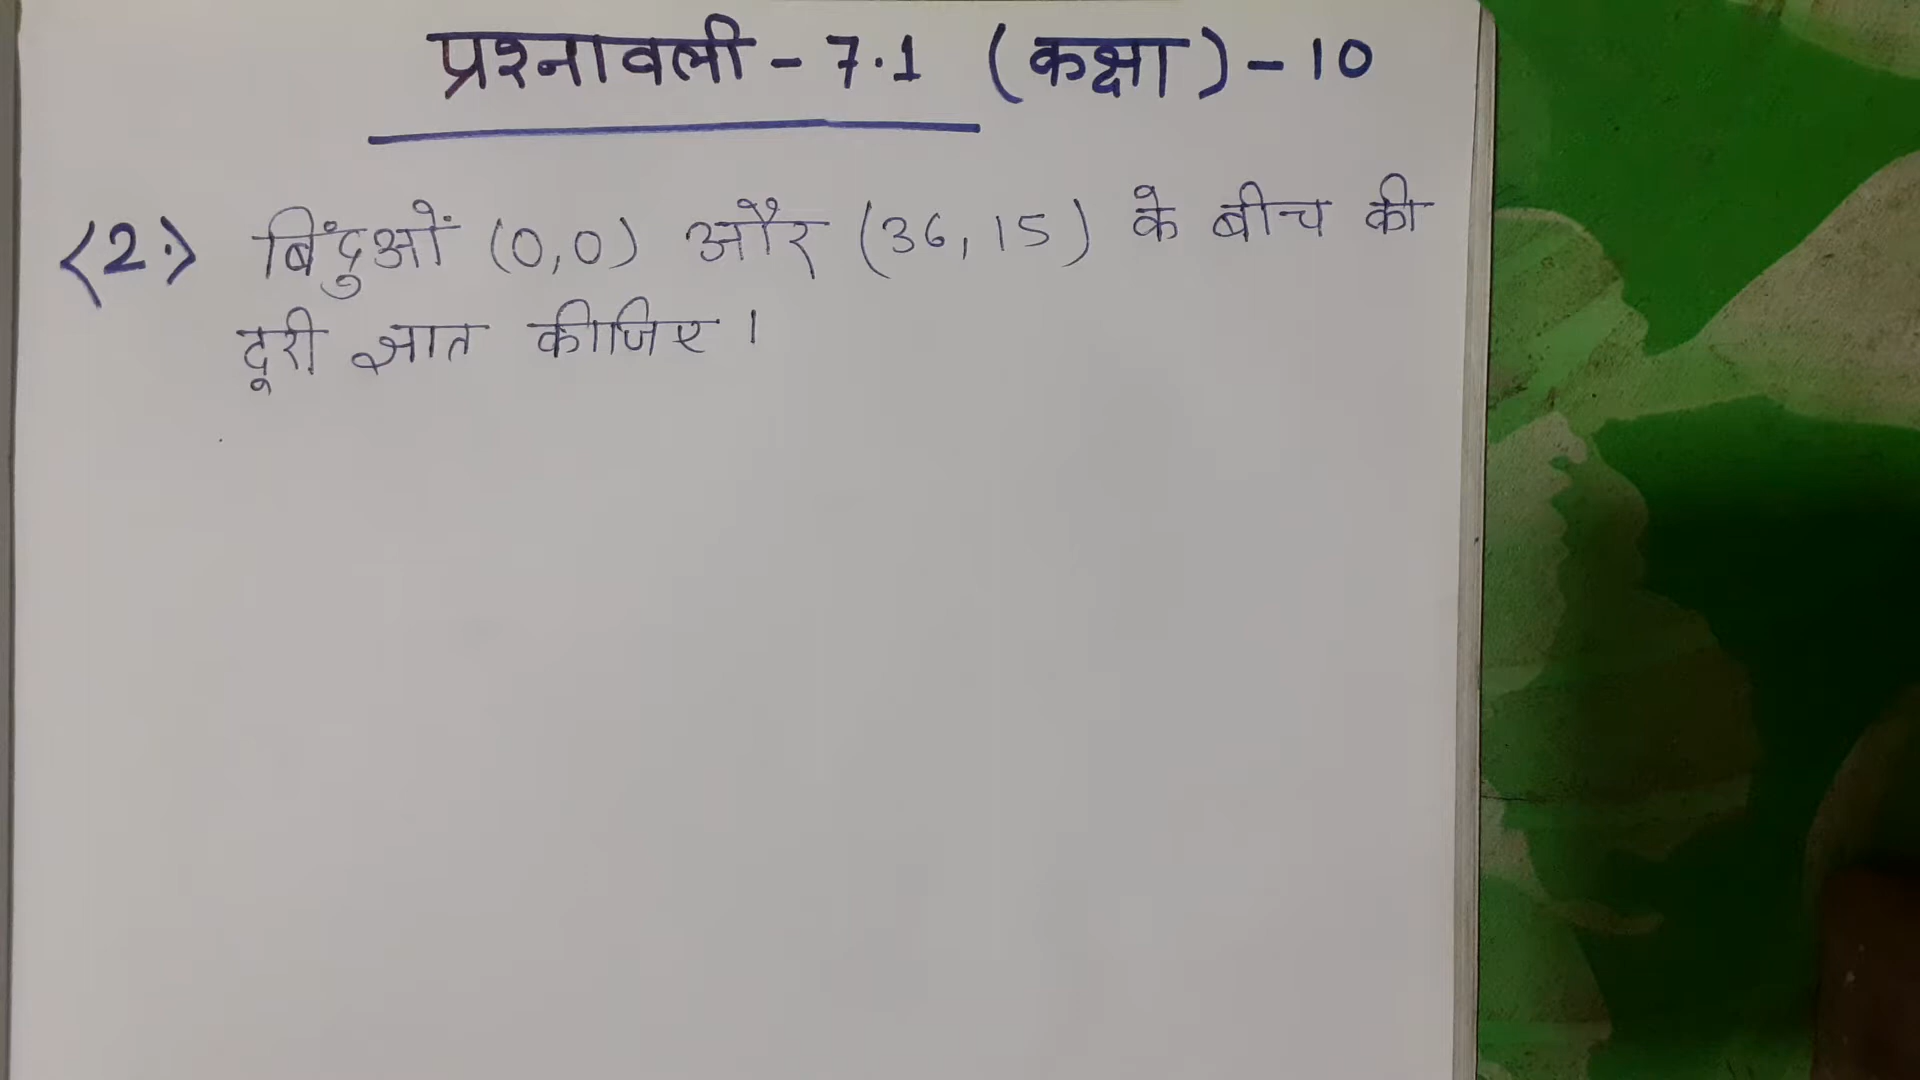 प्रश्नावली - 7.1 (कक्षा) - 10
<2.> बिंदुओं (0,0) और (36,15) के बीच की
दूरी ज्ञात कीजिए।